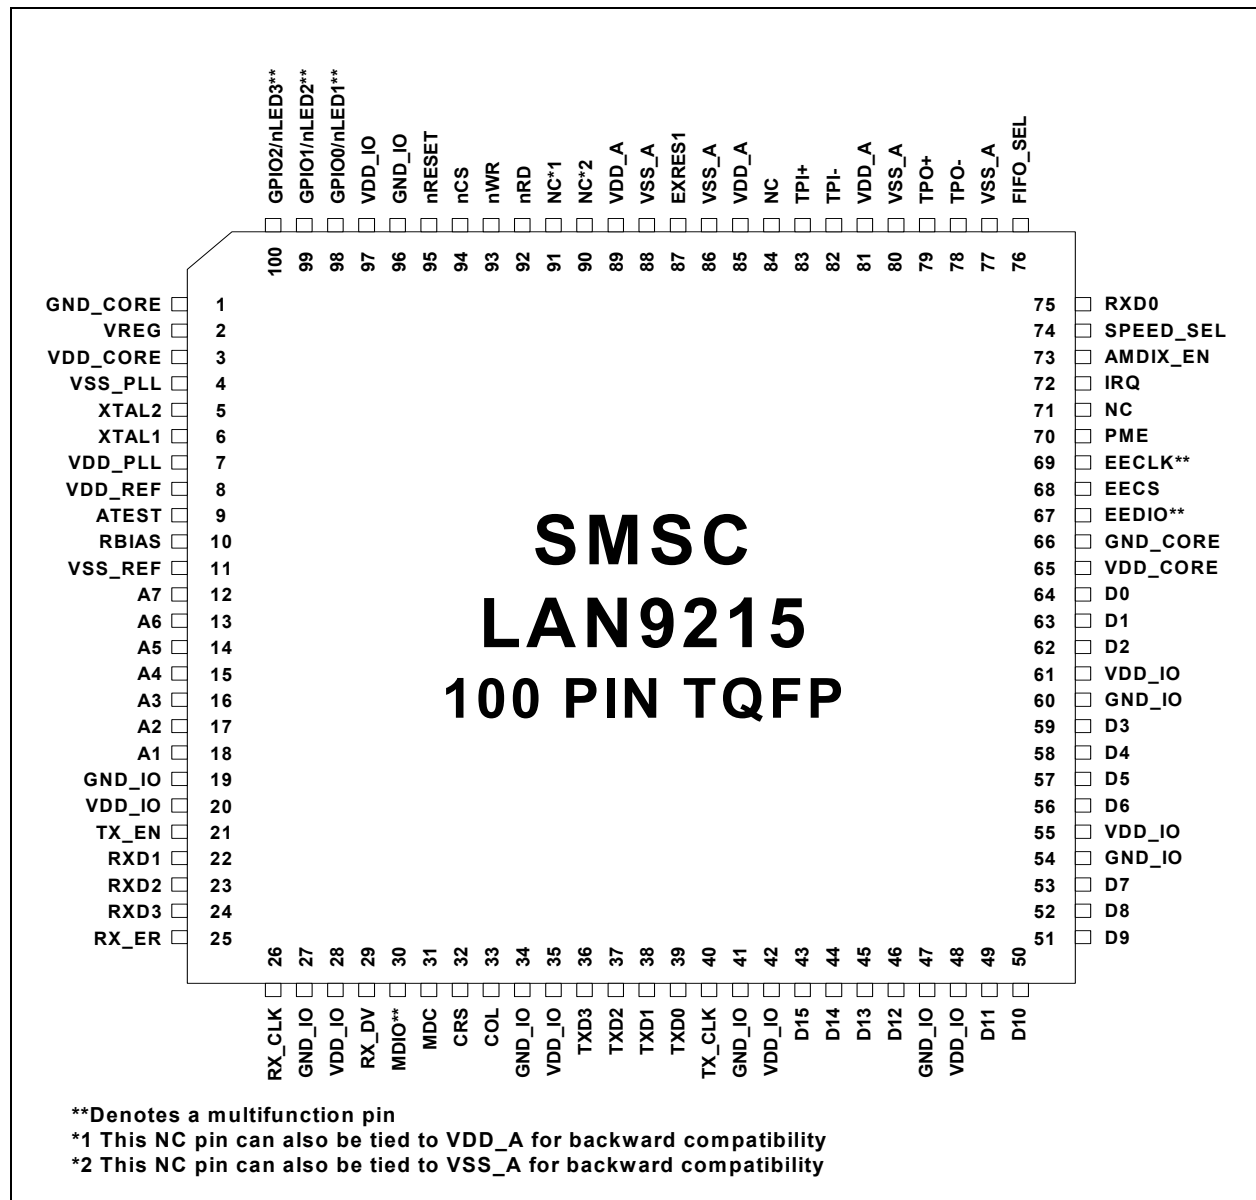 GPIO2/nLED3**
GPIO1/nLED2**
GPIO0/nLED1**
VDD_IO
GND_IO
nRESET
nCS
nWR
nRD
NC*1
NC*2
VDD_A
VSS_A
EXRES1
VSS_A
VDD_A
NC
TPI+
TPI-
VDD_A
VSS_A
TPO+
TPO-
VSS_A
FIFO_SEL
100
99
98
97
96
95
94
93
92
91
90
89
88
87
86
85
84
83
82
81
80
79
78
77
76
GND_CORE 1
VREG 2
VDD_CORE 3
VSS_PLL 4
XTAL2 5
XTAL1 6
VDD_PLL 7
VDD_REF 8
ATEST 9
RBIAS 10
VSS_REF 11
A7 12
A6 13
A5 14
A4 15
A3 16
A2 17
A1 18
GND_IO 19
VDD_IO 20
TX_EN 21
RXD1 22
RXD2 23
RXD3 24
RX_ER 25
SMSC
LAN9215
100 PIN TQFP
75 RXD0
74 SPEED_SEL
73 AMDIX_EN
72 IRQ
71 NC
70 PME
69 EECLK**
68 EECS
67 EEDIO**
66 GND_CORE
65 VDD_CORE
64 D0
63 D1
62 D2
61 VDD_IO
60 GND_IO
59 D3
58 D4
57 D5
56 D6
55 VDD_IO
54 GND_IO
53 D7
52 D8
51 D9
26
27
28
29
30
31
32
33
34
35
36
37
38
39
40
41
42
43
44
45
46
47
48
49
50
RX_CLK
GND_IO
VDD_IO
RX_DV
MDIO**
MDC
CRS
COL
GND_IO
VDD_IO
TXD3
TXD2
TXD1
TXD0
TX_CLK
GND_IO
VDD_IO
D15
D14
D13
D12
GND_IO
VDD_IO
D11
D10
**Denotes a multifunction pin
*1 This NC pin can also be tied to VDD_A for backward compatibility
*2 This NC pin can also be tied to VSS_A for backward compatibility